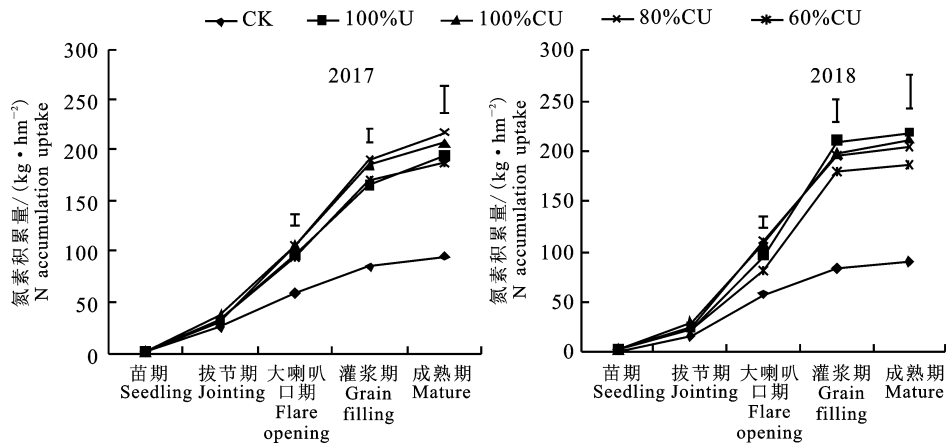 CK 100%U 100%CU 80%CU 60%CU
氮素积累量/(kg·hm⁻²)
N accumulation uptake
300
250
200
150
100
50
0
2017
苗期
Seedling
拔节期
Jointing
大喇叭
口期
Flare
opening
灌浆期
Grain
filling
成熟期
Mature
氮素积累量/(kg·hm⁻²)
N accumulation uptake
300
250
200
150
100
50
0
2018
苗期
Seedling
拔节期
Jointing
大喇叭
口期
Flare
opening
灌浆期
Grain
filling
成熟期
Mature